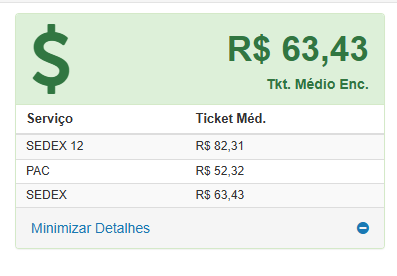 $
R$ 63,43
Tkt. Médio Enc.
Serviço Ticket Méd.
SEDEX 12 R$ 82,31
PAC R$ 52,32
SEDEX R$ 63,43
Minimizar Detalhes